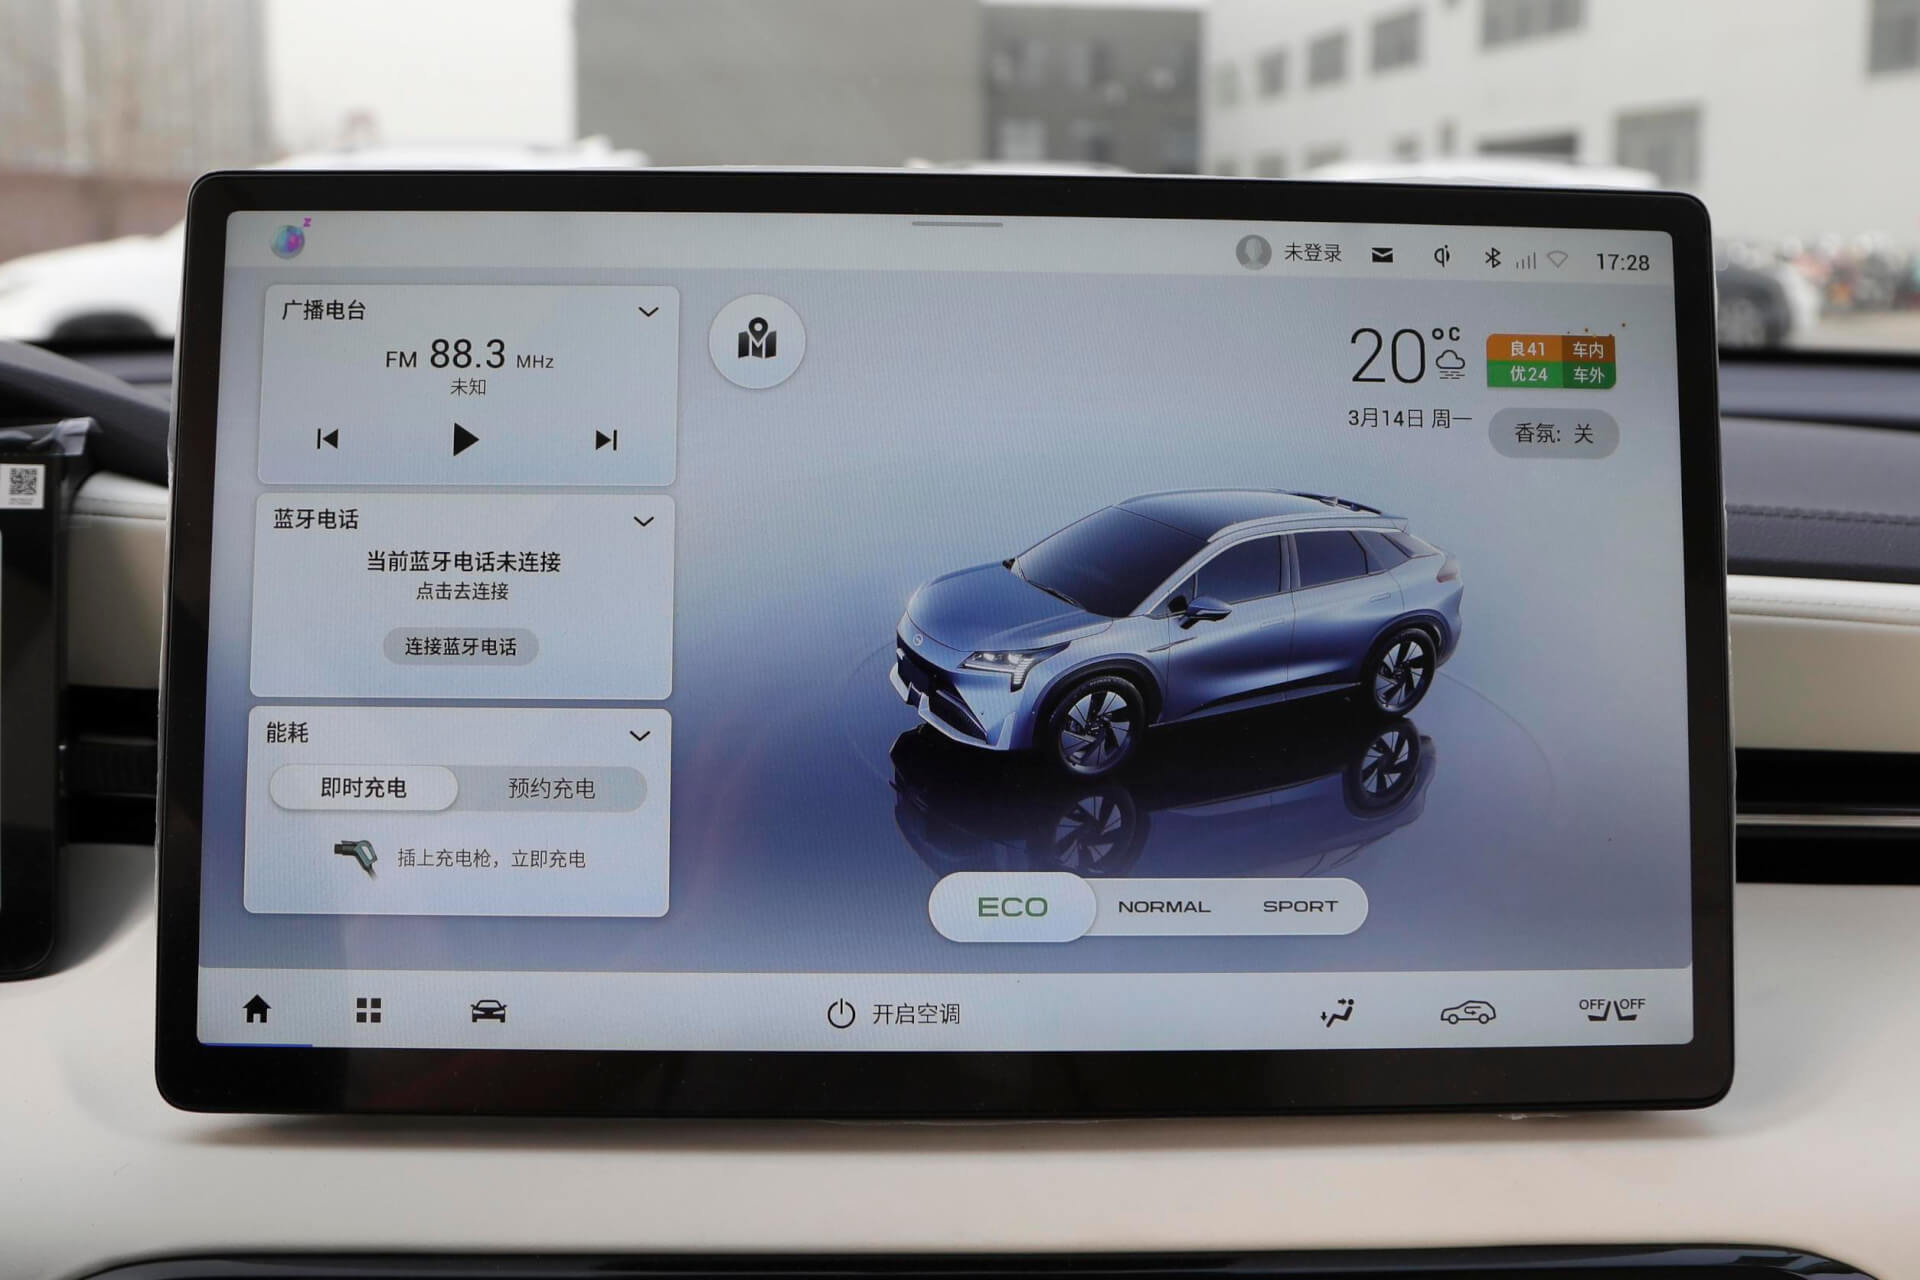 未登录
17:28
广播电台
FM 88.3 MHz
未知
蓝牙电话
当前蓝牙电话未连接
点击去连接
连接蓝牙电话
能耗
即时充电 预约充电
插上充电枪，立即充电
20°C
良41 车内
优24 车外
3月14日 周一
香氛: 关
ECO NORMAL SPORT
开启空调
OFF OFF